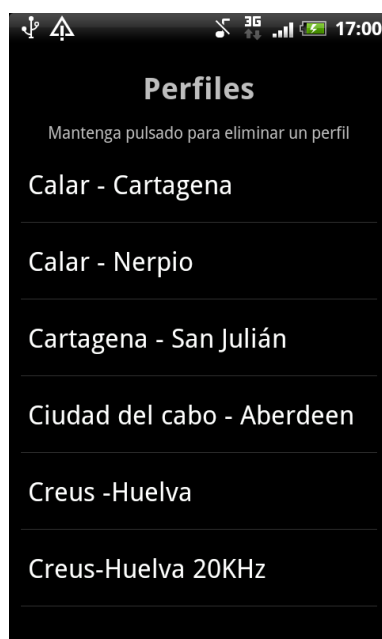 3G 17:00
Perfiles
Mantenga pulsado para eliminar un perfil
Calar - Cartagena
Calar - Nerpio
Cartagena - San Julián
Ciudad del cabo - Aberdeen
Creus -Huelva
Creus-Huelva 20KHz